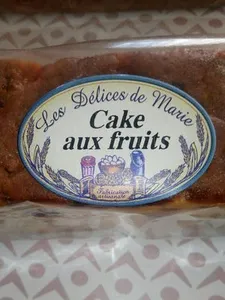 Les Délices de Marie
Cake
aux fruits
Fabrication
artisanale